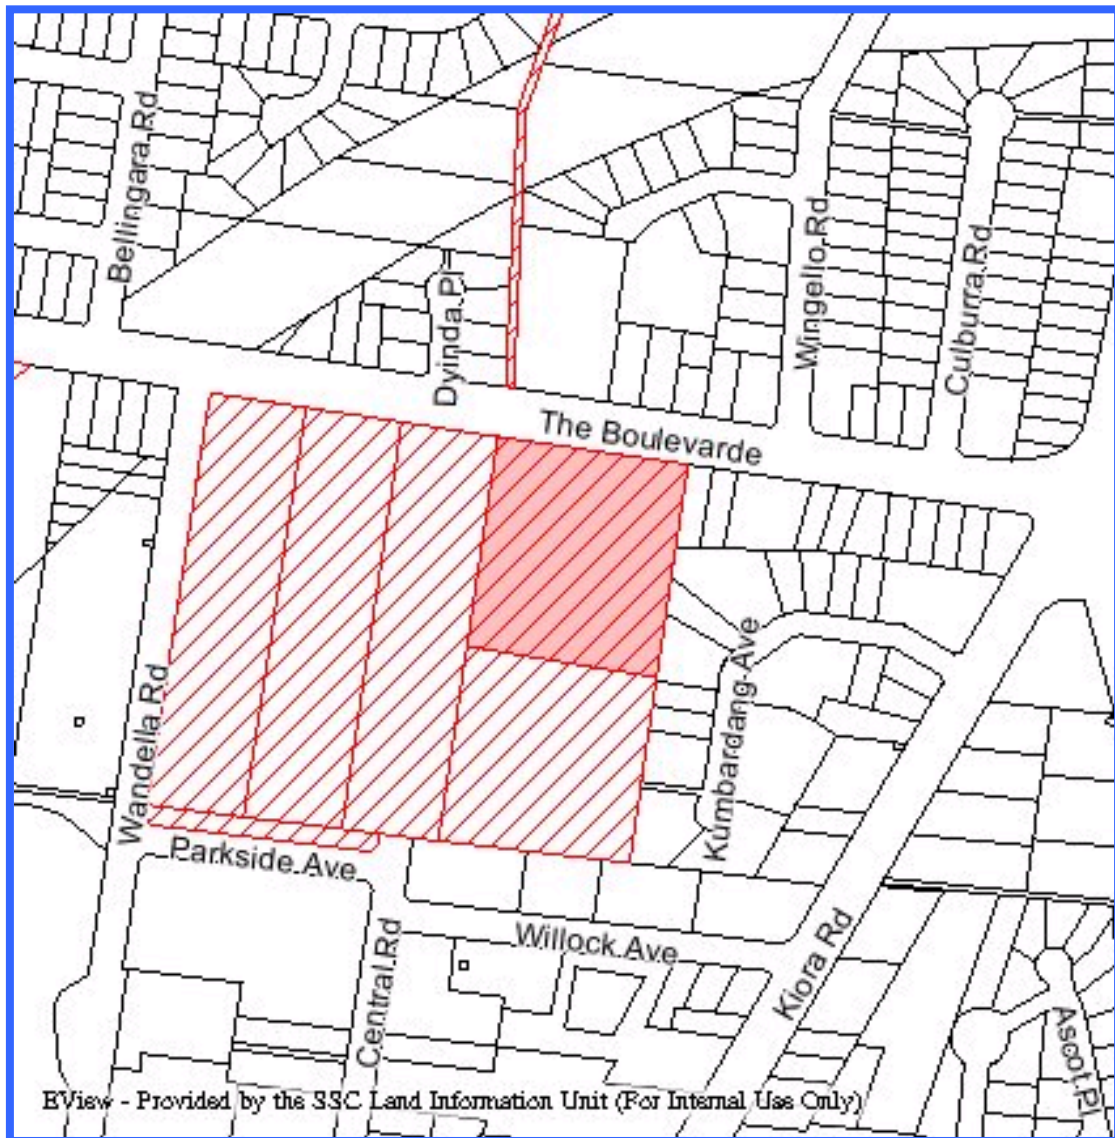 Bellingara Rd
Wingello Rd
Culburra Rd
Dyinda Pl
The Boulevarde
Wandella Rd
Kumbardang Ave
Parkside Ave
Willock Ave
Central Rd
Kiora Rd
Ascot Pl
EView - Provided by the SSC Land Information Unit (For Internal Use Only)